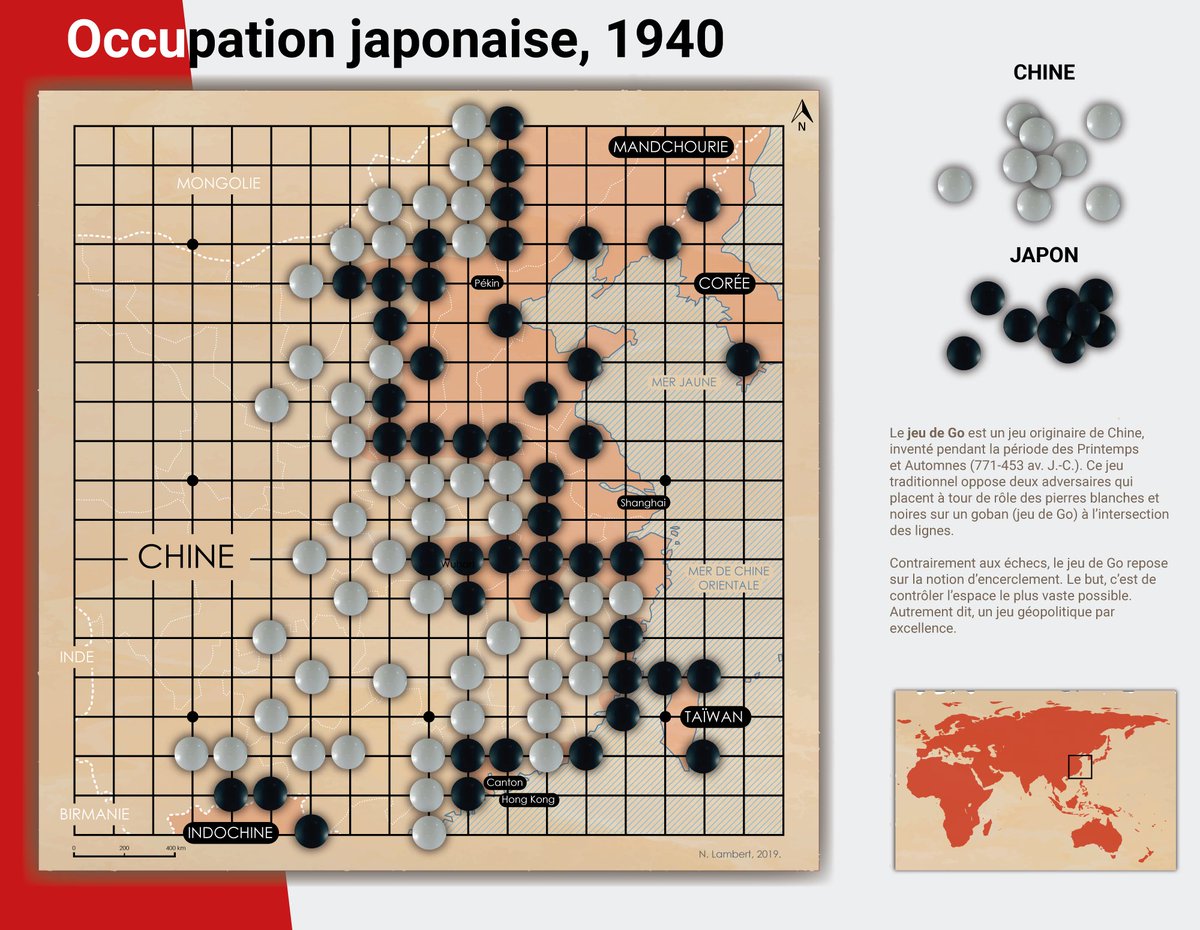 Occupation japonaise, 1940
N
MONGOLIE
MANDCHOURIE
Pékin
CORÉE
MER JAUNE
Shanghai
CHINE
Wuhan
MER DE CHINE
ORIENTALE
INDE
TAÏWAN
Canton
Hong Kong
BIRMANIE
INDOCHINE
0 200 400 km
N. Lambert, 2019.
CHINE
JAPON
Le jeu de Go est un jeu originaire de Chine,
inventé pendant la période des Printemps
et Automnes (771-453 av. J.-C.). Ce jeu
traditionnel oppose deux adversaires qui
placent à tour de rôle des pierres blanches et
noires sur un goban (jeu de Go) à l'intersection
des lignes.
Contrairement aux échecs, le jeu de Go repose
sur la notion d'encerclement. Le but, c'est de
contrôler l'espace le plus vaste possible.
Autrement dit, un jeu géopolitique par
excellence.